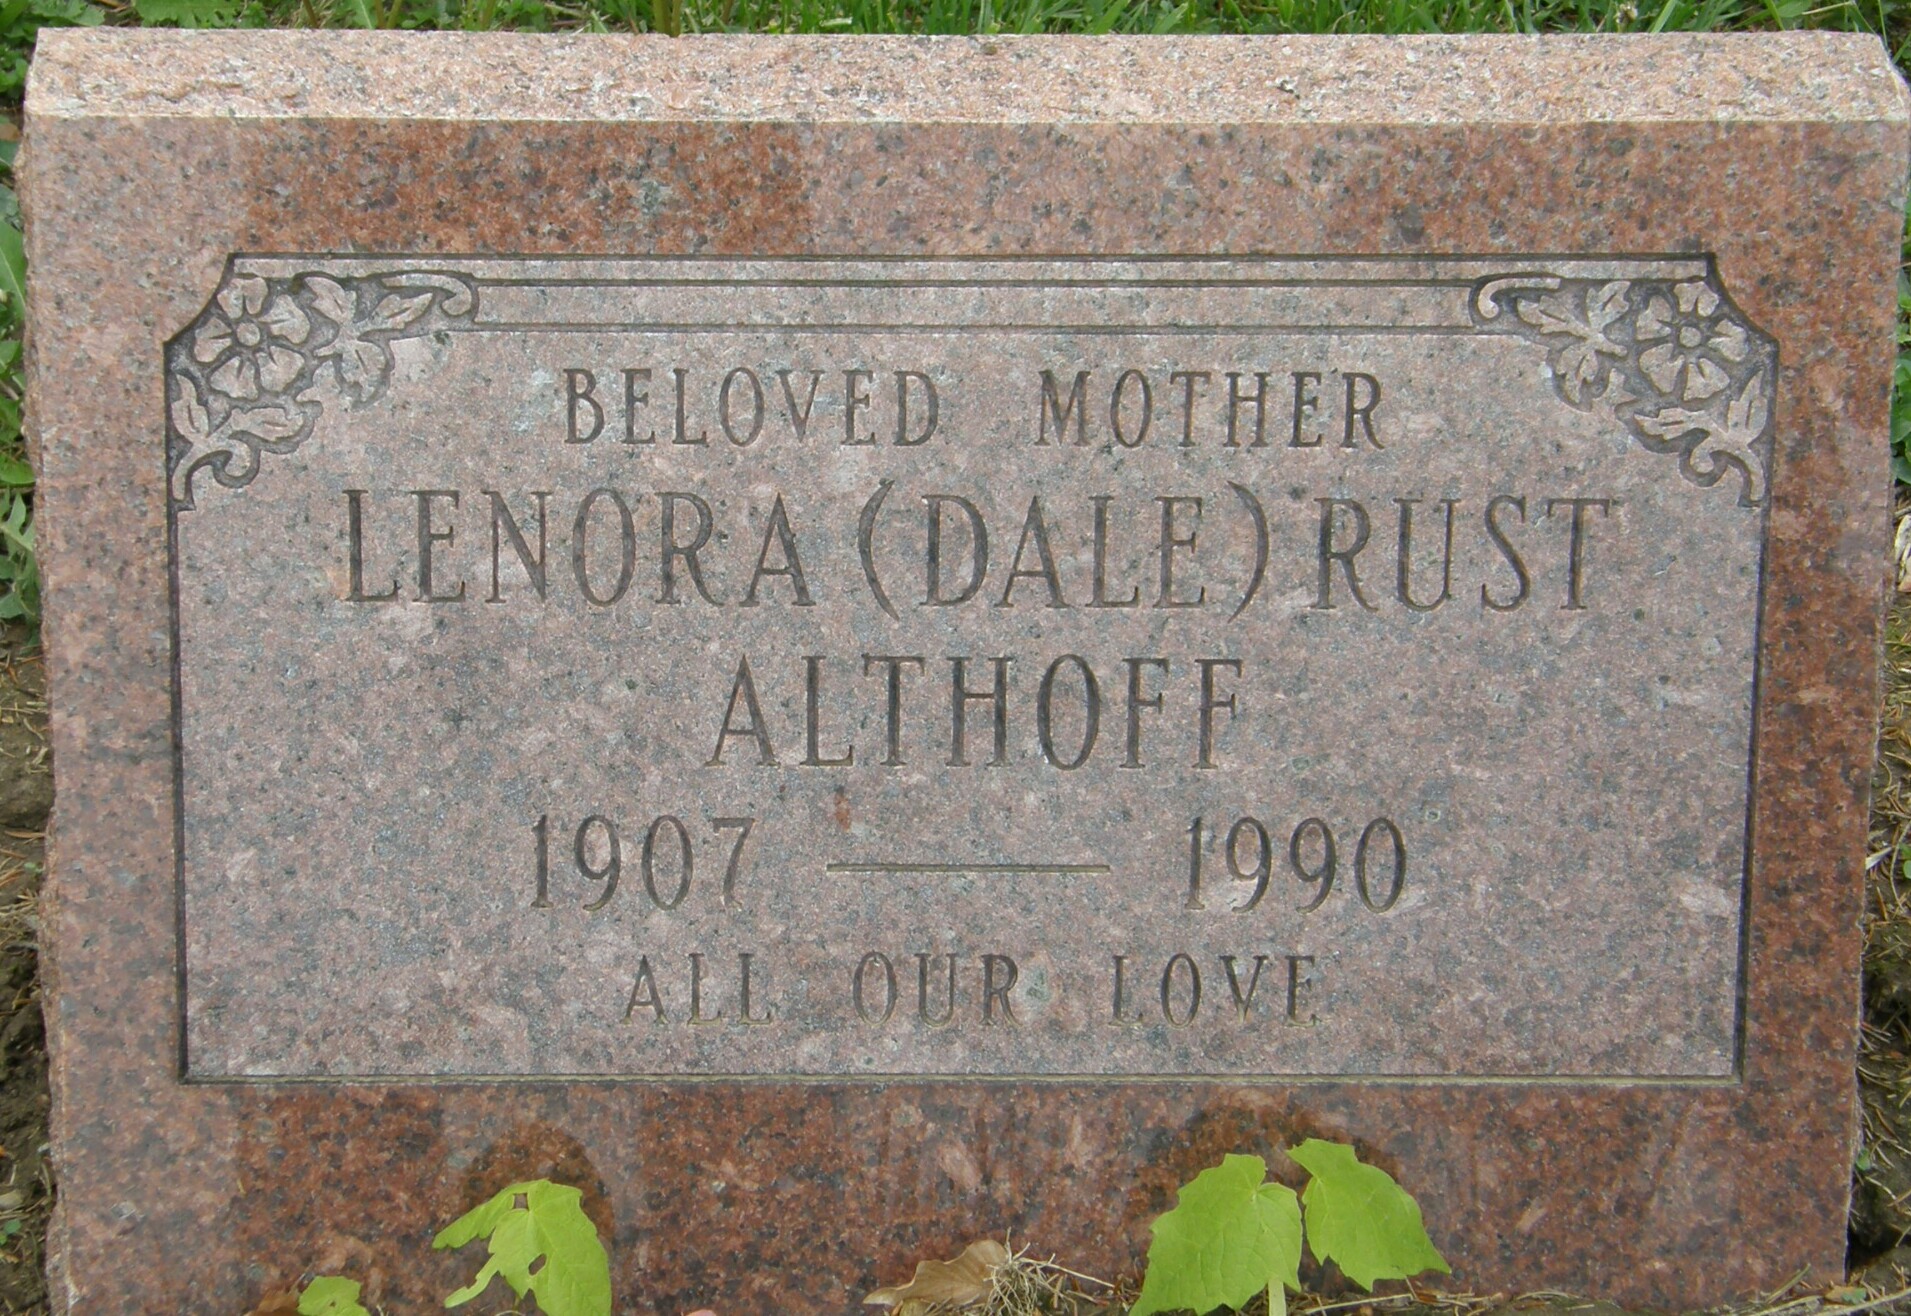 BELOVED MOTHER
LENORA (DALE) RUST
ALTHOFF
1907 — 1990
ALL OUR LOVE